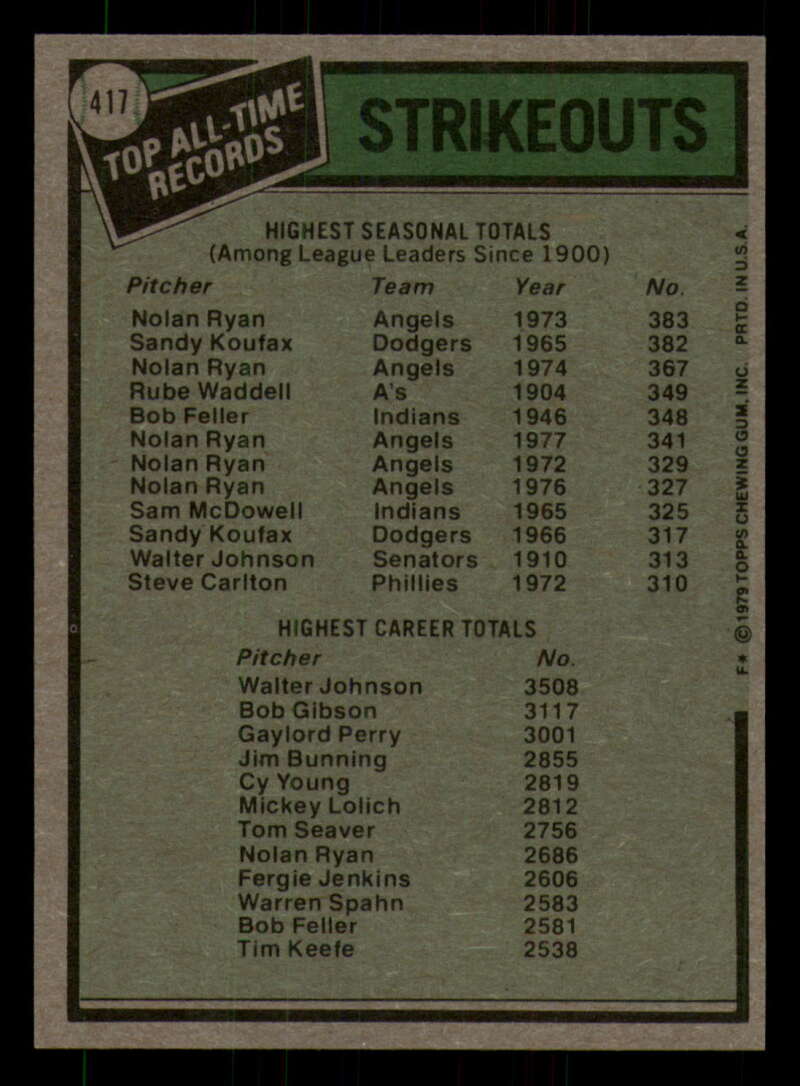 417
TOP ALL-TIME
RECORDS
STRIKEOUTS
HIGHEST SEASONAL TOTALS
(Among League Leaders Since 1900)
Pitcher Team Year No.
Nolan Ryan Angels 1973 383
Sandy Koufax Dodgers 1965 382
Nolan Ryan Angels 1974 367
Rube Waddell A's 1904 349
Bob Feller Indians 1946 348
Nolan Ryan Angels 1977 341
Nolan Ryan Angels 1972 329
Nolan Ryan Angels 1976 327
Sam McDowell Indians 1965 325
Sandy Koufax Dodgers 1966 317
Walter Johnson Senators 1910 313
Steve Carlton Phillies 1972 310
HIGHEST CAREER TOTALS
Pitcher No.
Walter Johnson 3508
Bob Gibson 3117
Gaylord Perry 3001
Jim Bunning 2855
Cy Young 2819
Mickey Lolich 2812
Tom Seaver 2756
Nolan Ryan 2686
Fergie Jenkins 2606
Warren Spahn 2583
Bob Feller 2581
Tim Keefe 2538
F* © 1979 TOPPS CHEWING GUM, INC. PRTD. IN U.S.A.